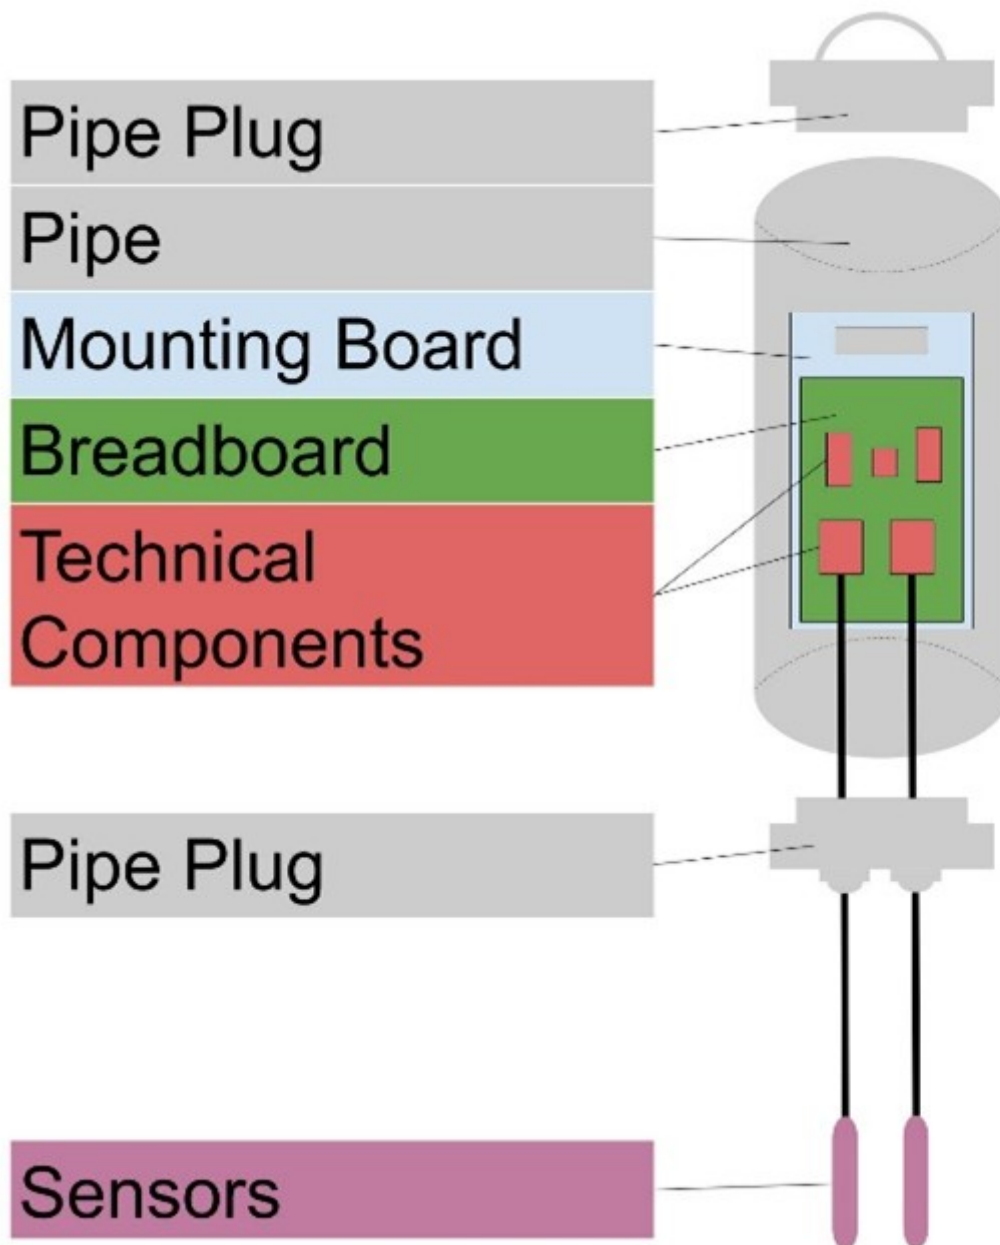 Pipe Plug
Pipe
Mounting Board
Breadboard
Technical
Components
Pipe Plug
Sensors